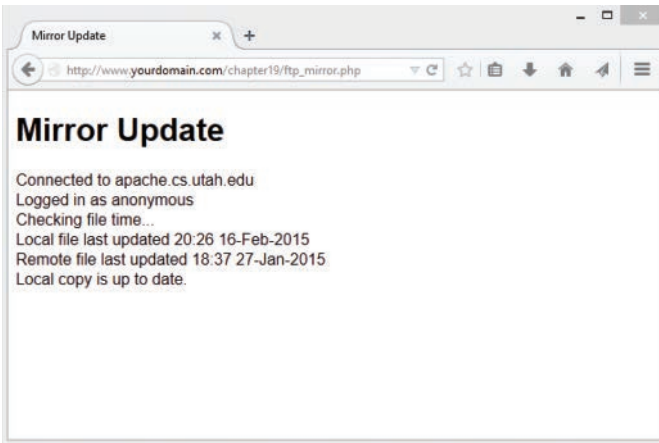 Mirror Update
http://www.yourdomain.com/chapter19/ftp_mirror.php
Mirror Update
Connected to apache.cs.utah.edu
Logged in as anonymous
Checking file time...
Local file last updated 20:26 16-Feb-2015
Remote file last updated 18:37 27-Jan-2015
Local copy is up to date.